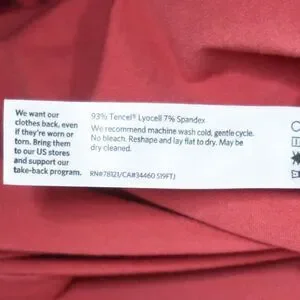 We want our
clothes back, even
if they're worn or
torn. Bring them
to our US stores
and support our
take-back program.
93% Tencel® Lyocell 7% Spandex
We recommend machine wash cold, gentle cycle.
No bleach. Reshape and lay flat to dry. May be
dry cleaned.
RN#78121/CA#34460 S19FTJ